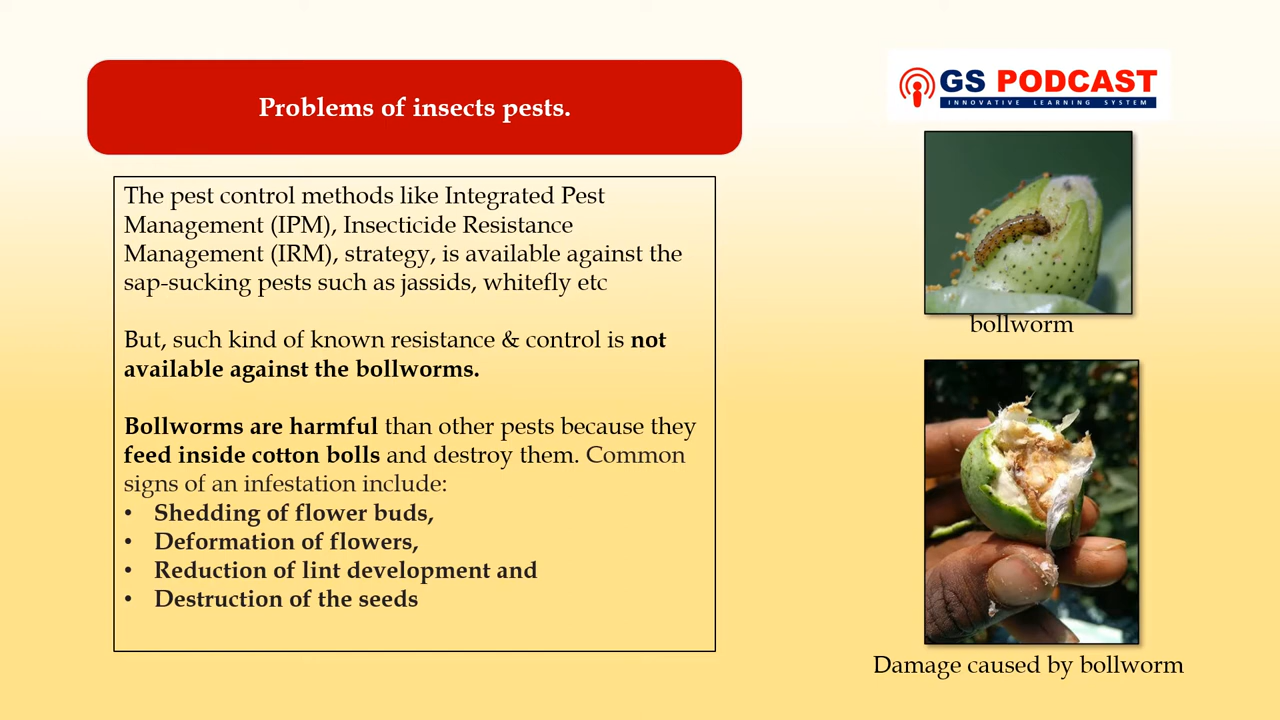 Problems of insects pests.
GS PODCAST
INNOVATIVE LEARNING SYSTEM
The pest control methods like Integrated Pest
Management (IPM), Insecticide Resistance
Management (IRM), strategy, is available against the
sap-sucking pests such as jassids, whitefly etc
But, such kind of known resistance & control is not
available against the bollworms.
Bollworms are harmful than other pests because they
feed inside cotton bolls and destroy them. Common
signs of an infestation include:
• Shedding of flower buds,
• Deformation of flowers,
• Reduction of lint development and
• Destruction of the seeds
bollworm
Damage caused by bollworm